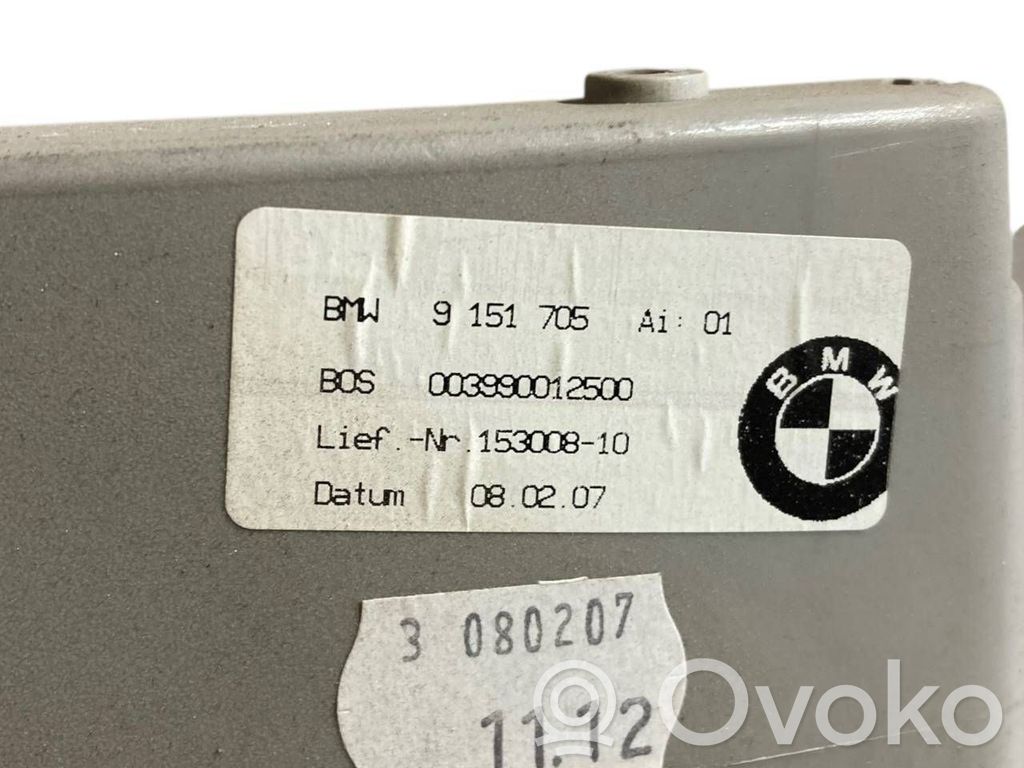 BMW 9 151 705 Ai: 01
BOS 003990012500
BMW
Lief.-Nr.153008-10
Datum 08.02.07
3 080207
11.12
Ovoko